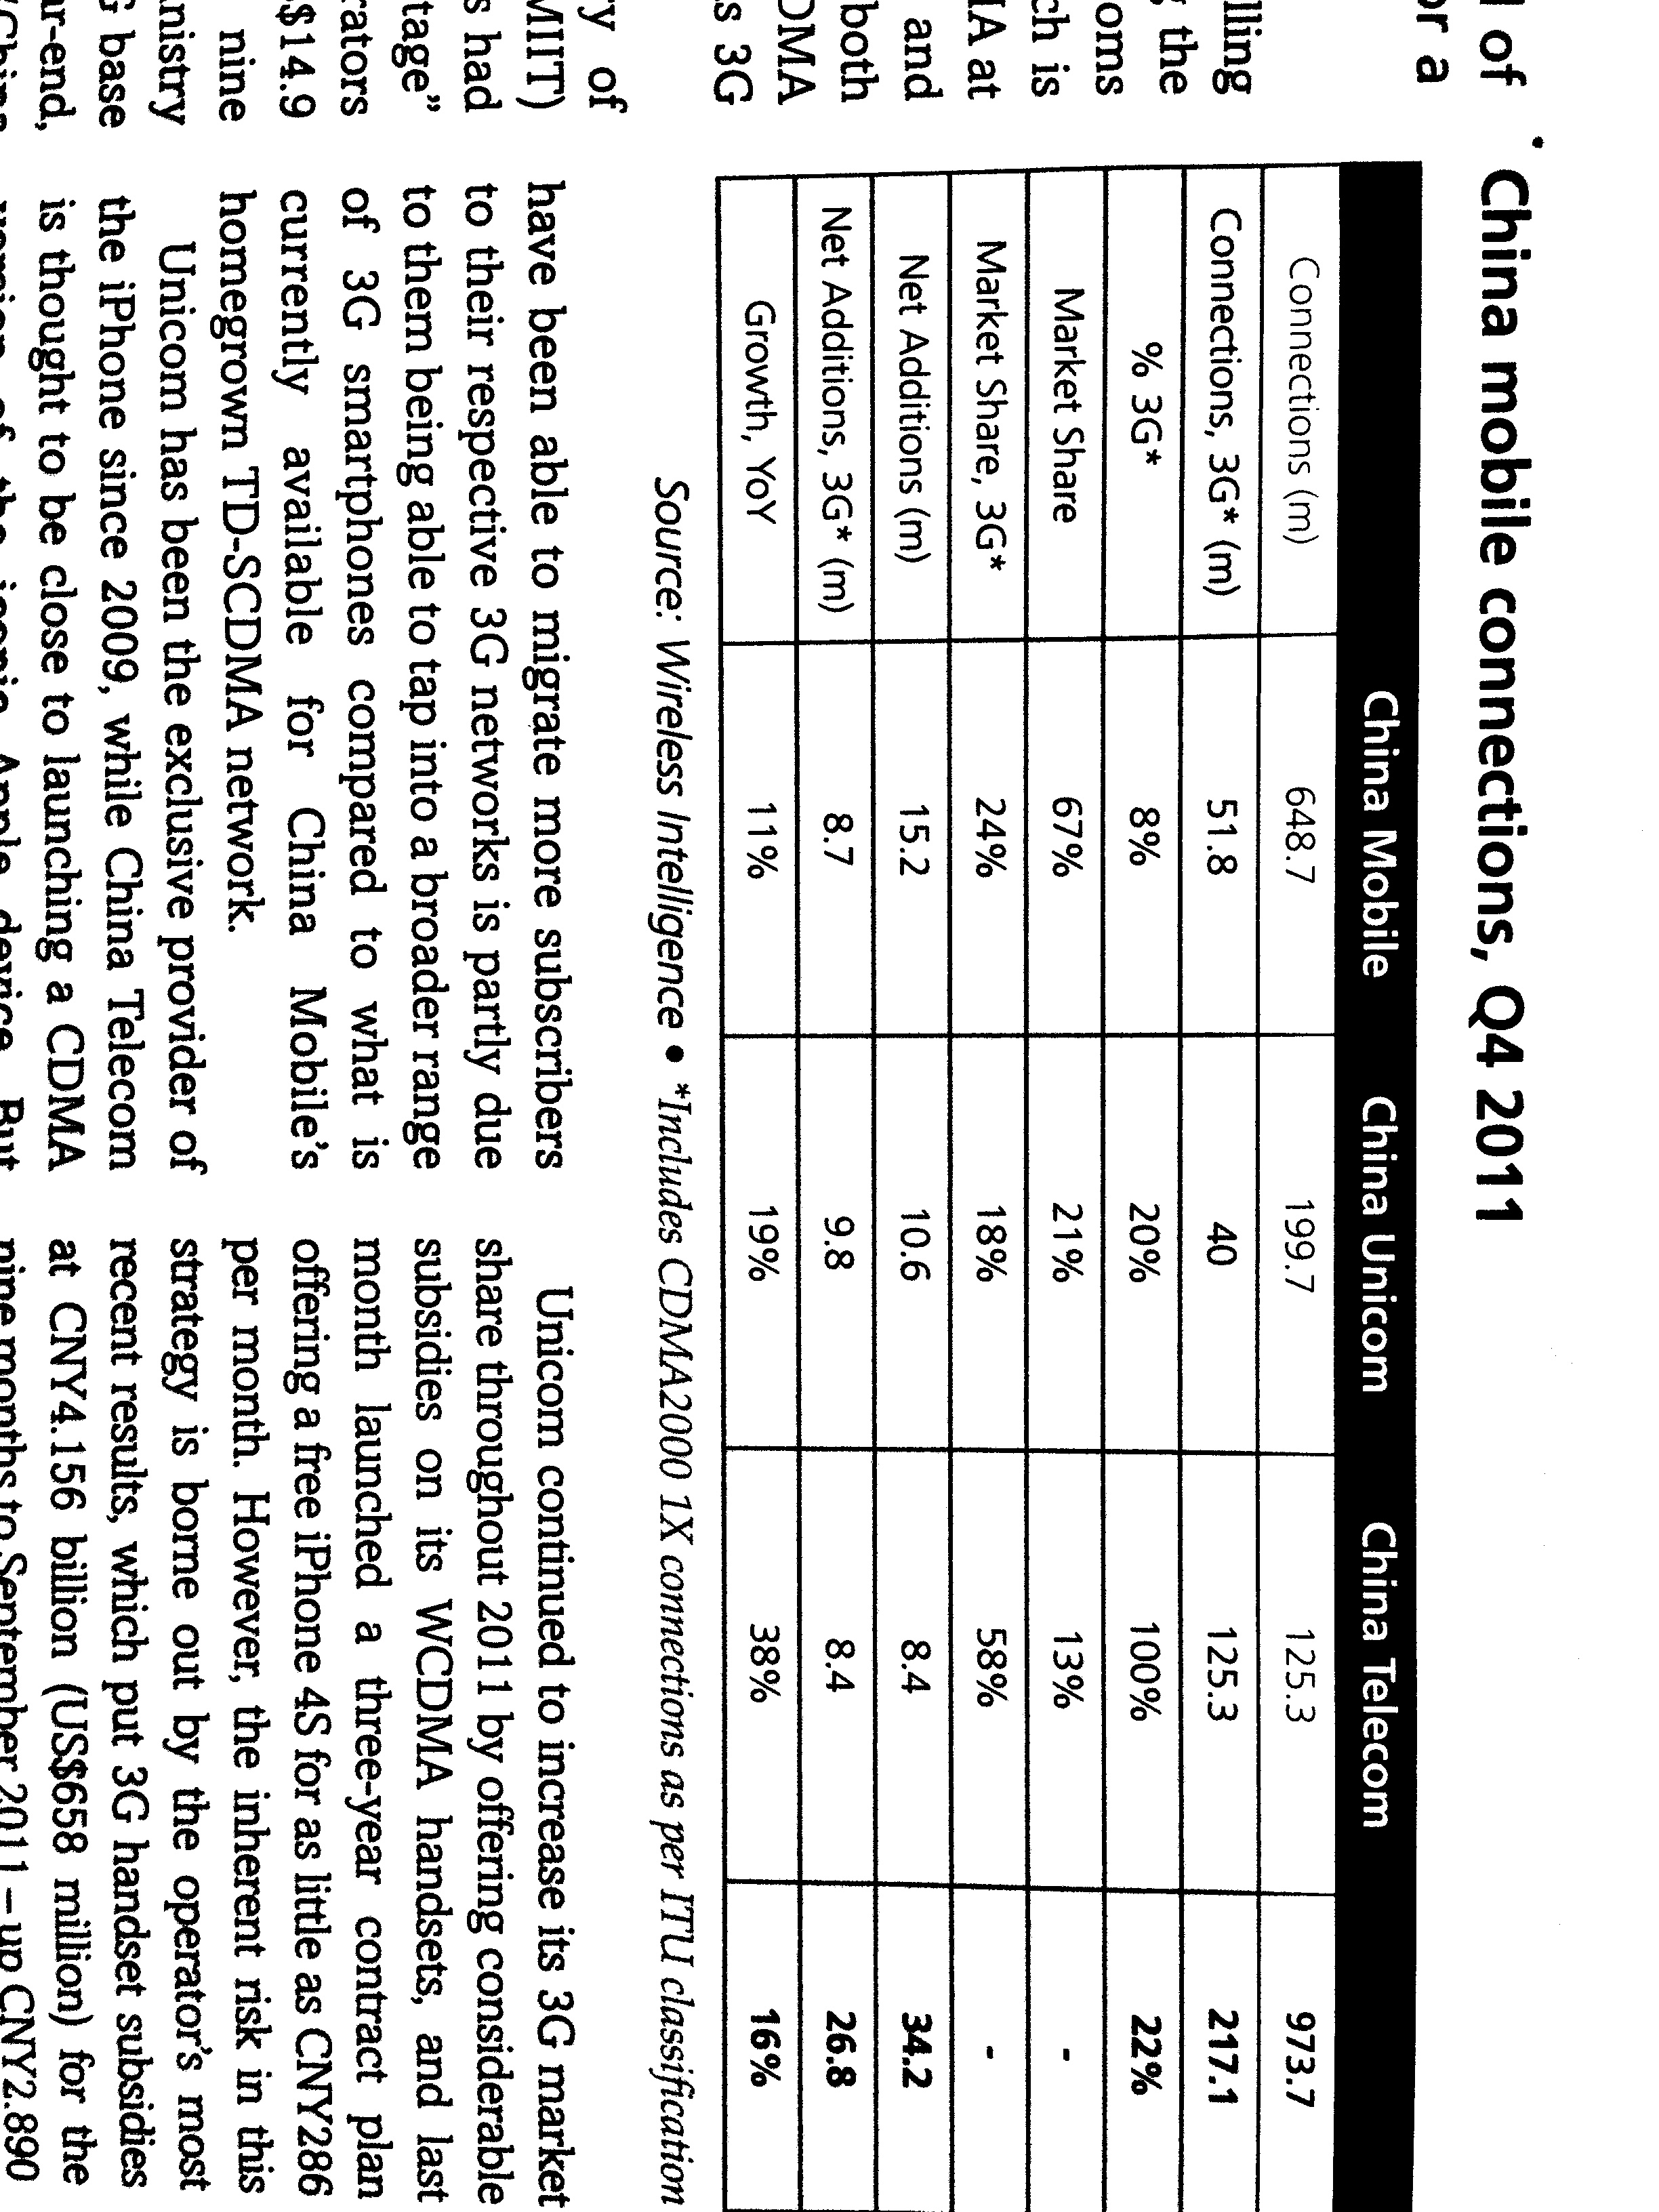 l of
or a
lling
the
oms
ch is
IA at
and
both
DMA
s 3G
ry of
MIIT)
s had
tage”
rators
$14.9
nine
nistry
G base
ar-end,
China mobile connections, Q4 2011
China Mobile China Unicom China Telecom
Connections (m) 648.7 199.7 125.3 973.7
Connections, 3G* (m) 51.8 40 125.3 217.1
% 3G* 8% 20% 100% 22%
Market Share 67% 21% 13% -
Market Share, 3G* 24% 18% 58% -
Net Additions (m) 15.2 10.6 8.4 34.2
Net Additions, 3G* (m) 8.7 9.8 8.4 26.8
Growth, YoY 11% 19% 38% 16%
Source: Wireless Intelligence • *Includes CDMA2000 1X connections as per ITU classification
have been able to migrate more subscribers
to their respective 3G networks is partly due
to them being able to tap into a broader range
of 3G smartphones compared to what is
currently available for China Mobile’s
homegrown TD-SCDMA network.
Unicom has been the exclusive provider of
the iPhone since 2009, while China Telecom
is thought to be close to launching a CDMA
version of the iconic Apple device. But
Unicom continued to increase its 3G market
share throughout 2011 by offering considerable
subsidies on its WCDMA handsets, and last
month launched a three-year contract plan
offering a free iPhone 4S for as little as CNY286
per month. However, the inherent risk in this
strategy is borne out by the operator’s most
recent results, which put 3G handset subsidies
at CNY4.156 billion (US$658 million) for the
nine months to September 2011 – up CNY2.890